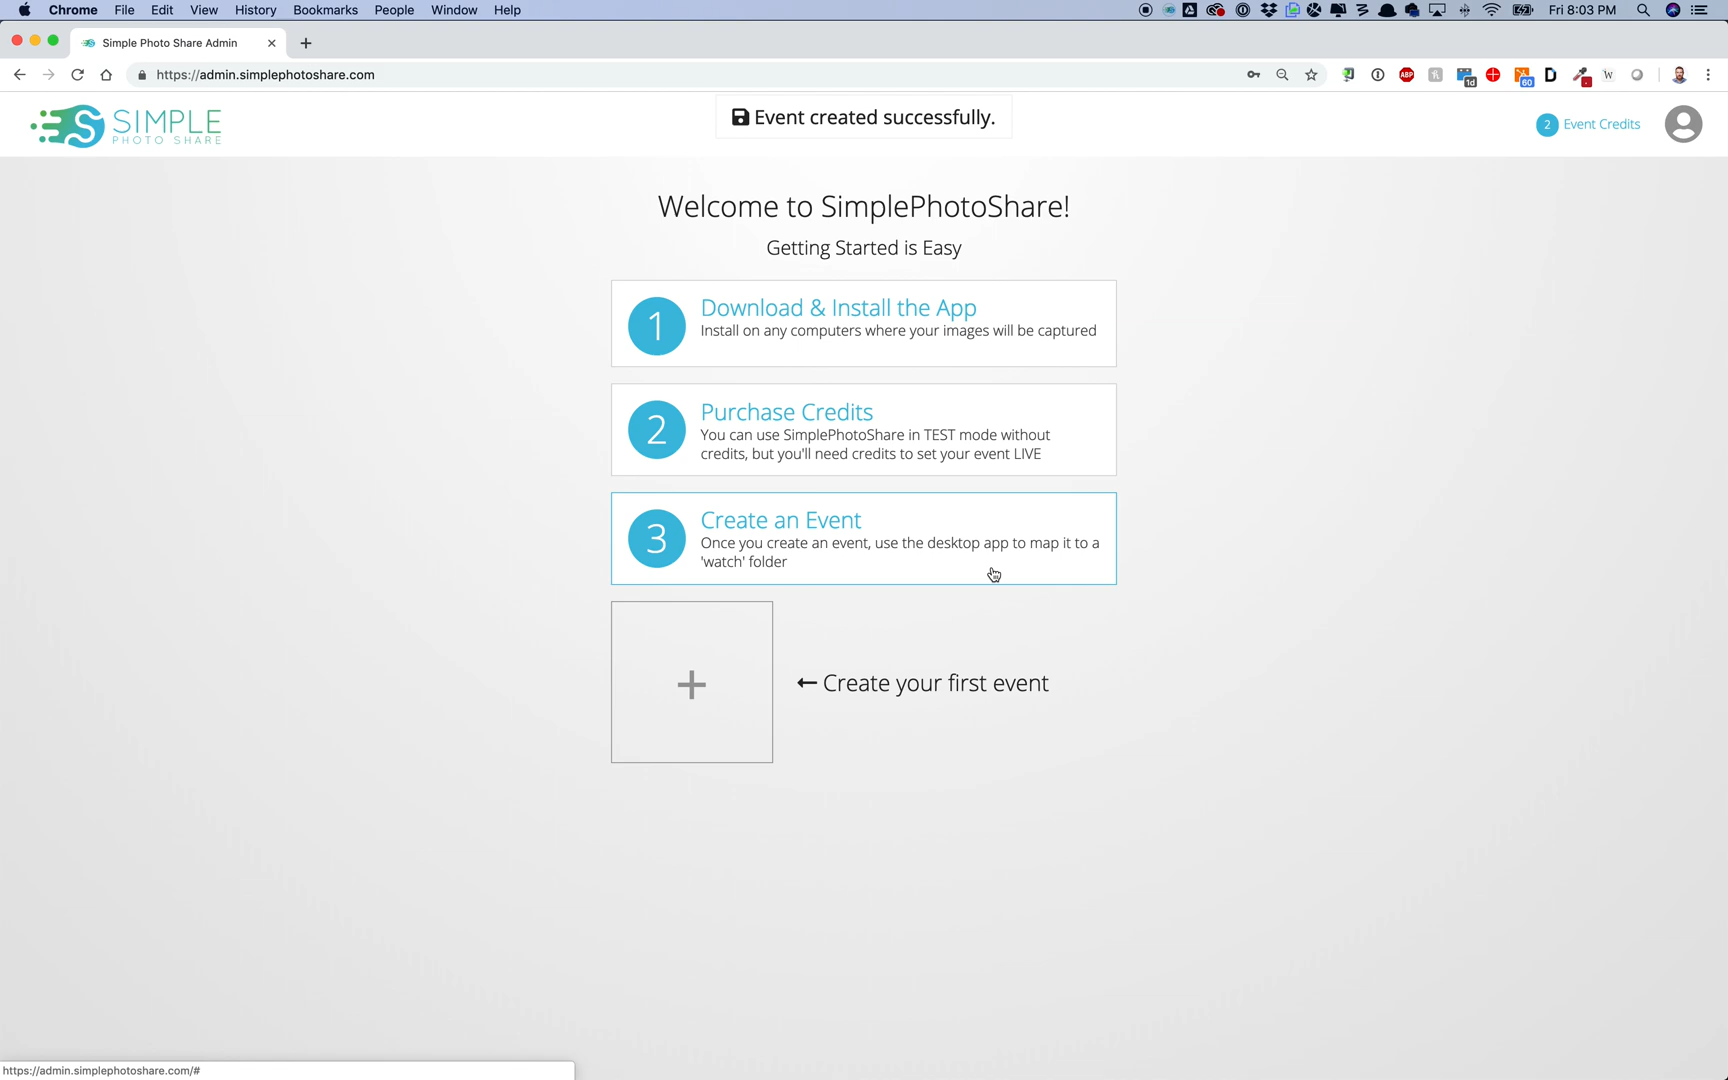 Chrome File Edit View History Bookmarks People Window Help
Fri 8:03 PM
Simple Photo Share Admin
https://admin.simplephotoshare.com
ABP
1d
60
D
W
SIMPLE
PHOTO SHARE
Event created successfully.
2 Event Credits
Welcome to SimplePhotoShare!
Getting Started is Easy
1
Download & Install the App
Install on any computers where your images will be captured
2
Purchase Credits
You can use SimplePhotoShare in TEST mode without
credits, but you'll need credits to set your event LIVE
3
Create an Event
Once you create an event, use the desktop app to map it to a
'watch' folder
+
← Create your first event
https://admin.simplephotoshare.com/#